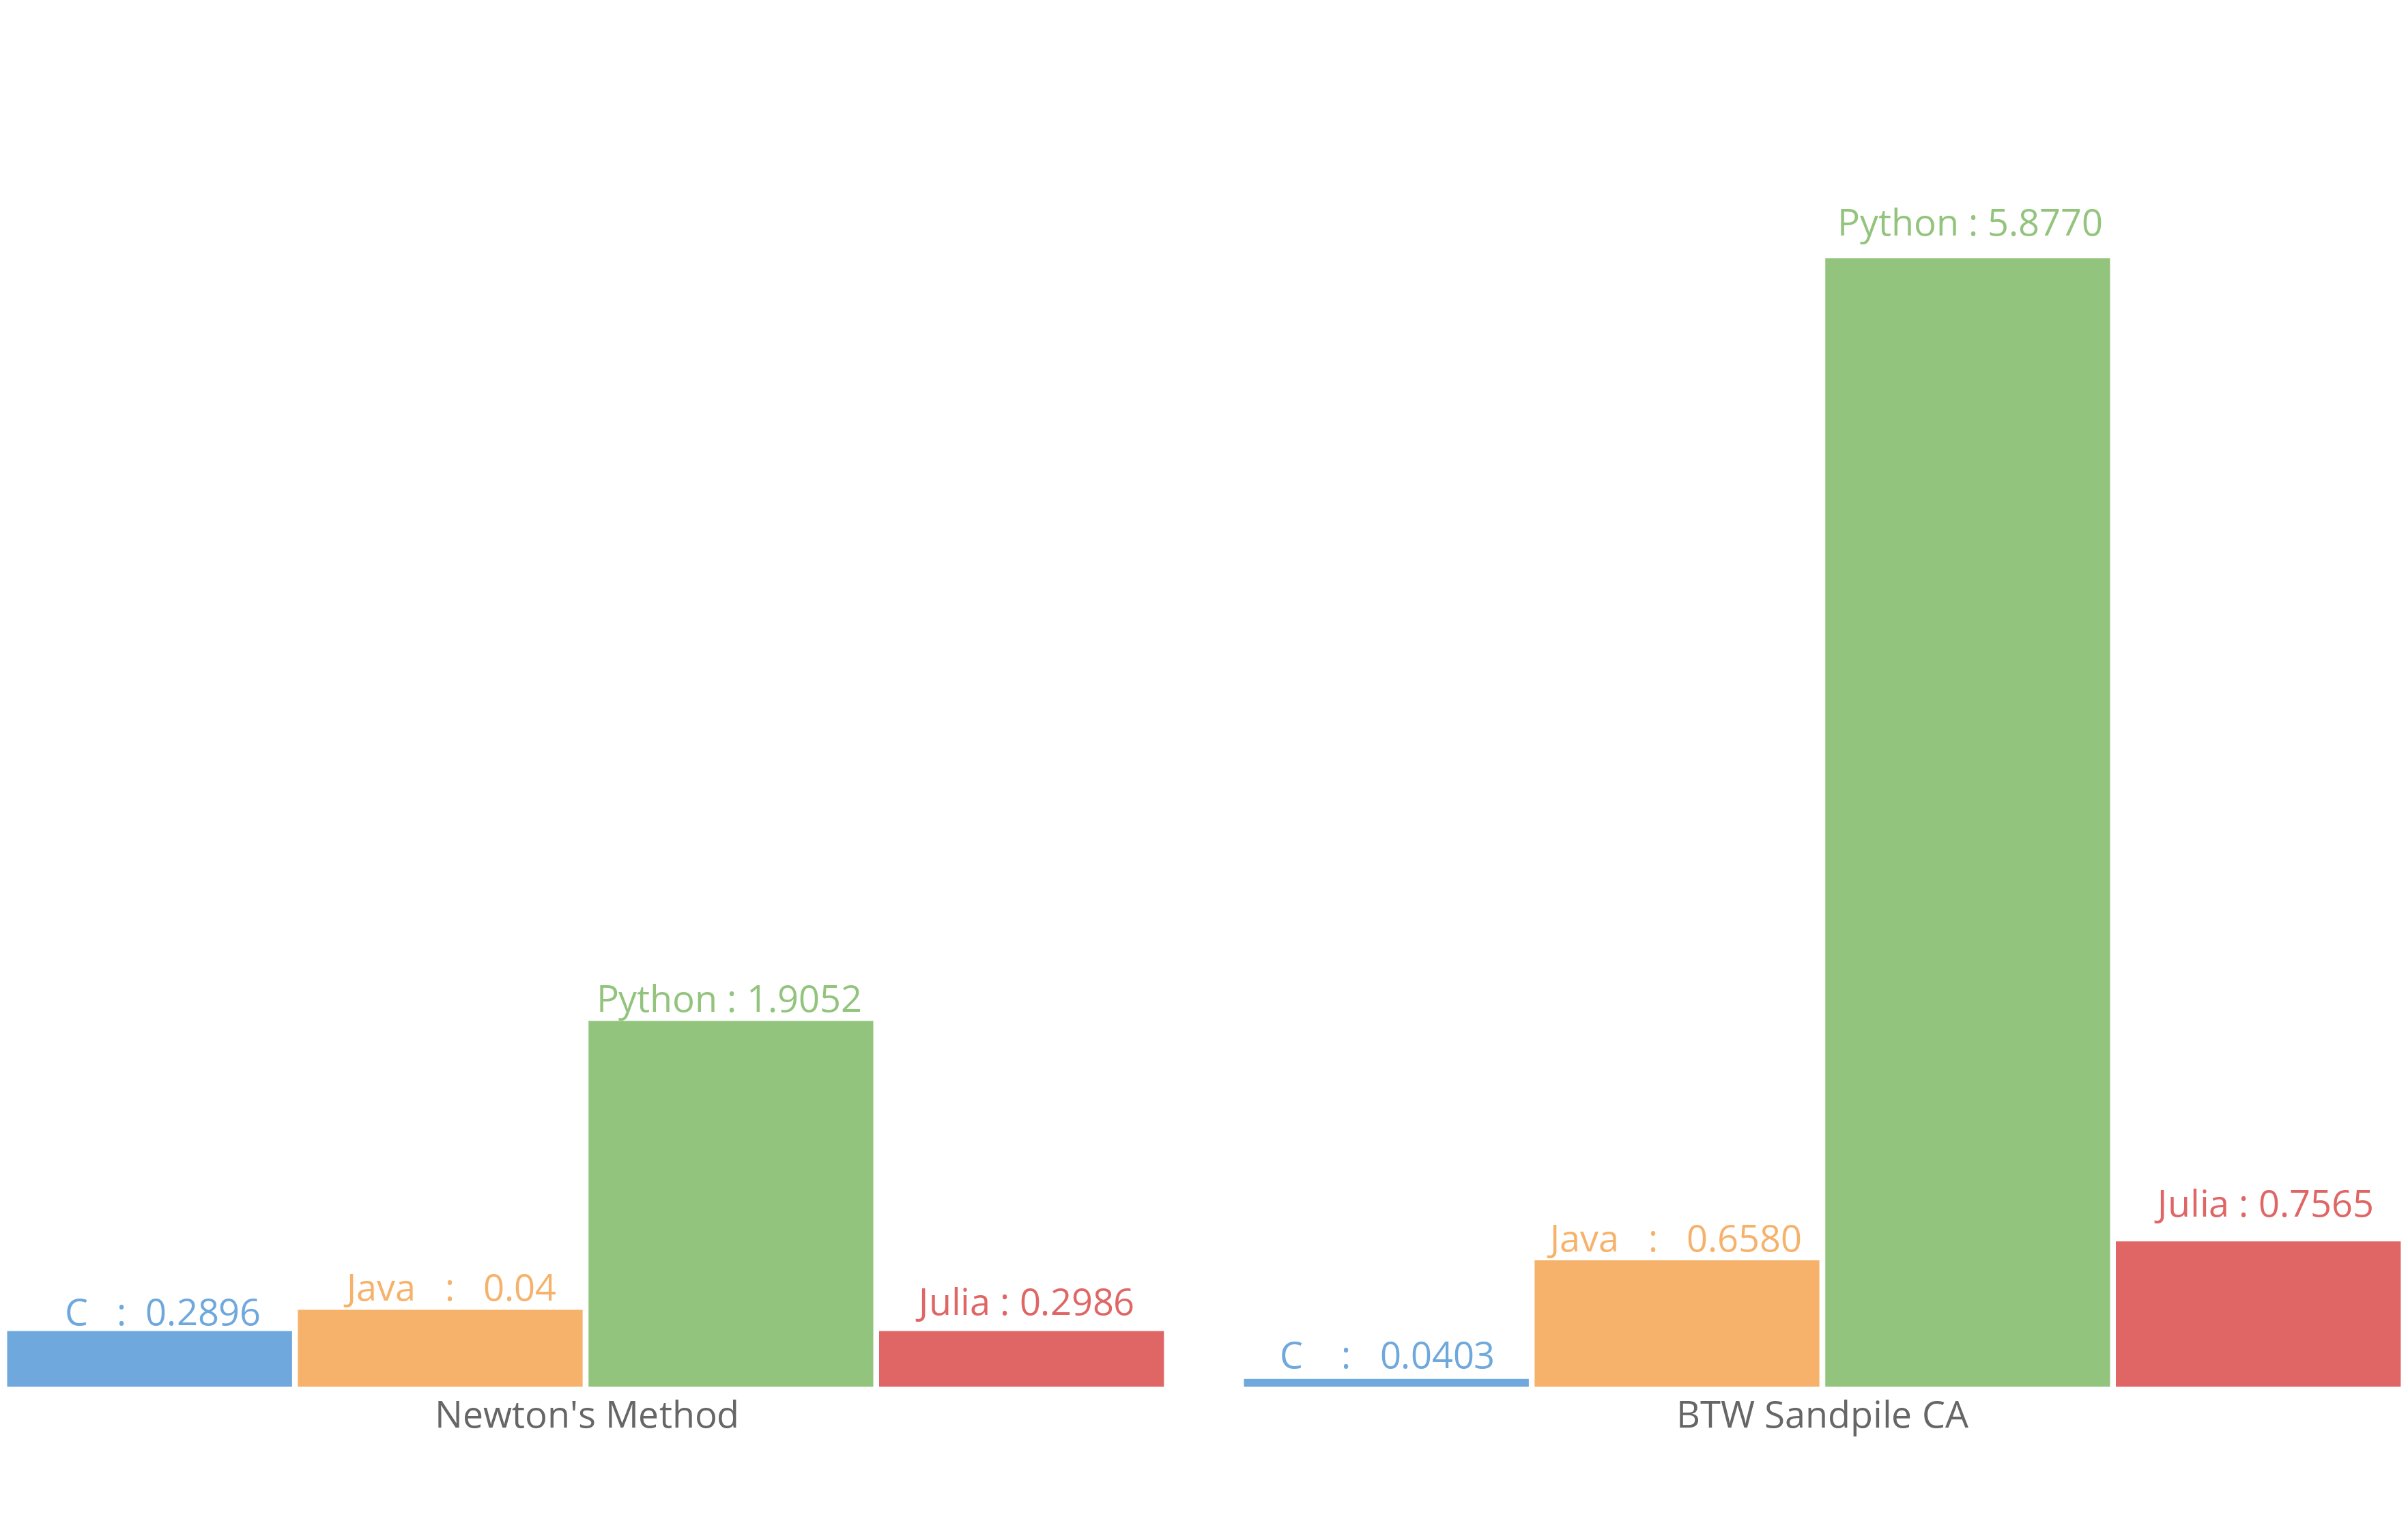 C : 0.2896
Java : 0.04
Python : 1.9052
Julia : 0.2986
Newton's Method
C : 0.0403
Java : 0.6580
Python : 5.8770
Julia : 0.7565
BTW Sandpile CA